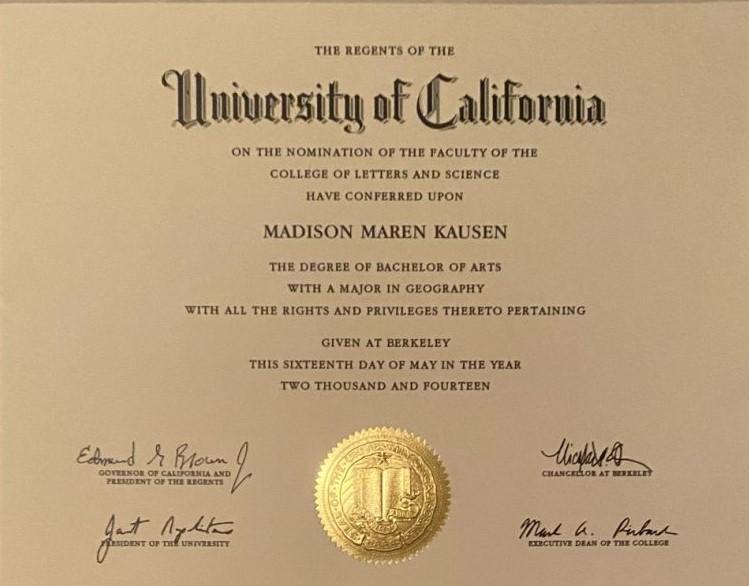 THE REGENTS OF THE
University of California
ON THE NOMINATION OF THE FACULTY OF THE
COLLEGE OF LETTERS AND SCIENCE
HAVE CONFERRED UPON
MADISON MAREN KAUSEN
THE DEGREE OF BACHELOR OF ARTS
WITH A MAJOR IN GEOGRAPHY
WITH ALL THE RIGHTS AND PRIVILEGES THERETO PERTAINING
GIVEN AT BERKELEY
THIS SIXTEENTH DAY OF MAY IN THE YEAR
TWO THOUSAND AND FOURTEEN
Edmund G Brown Jr
GOVERNOR OF CALIFORNIA AND
PRESIDENT OF THE REGENTS
CHANCELLOR AT BERKELEY
PRESIDENT OF THE UNIVERSITY
Mark A.
EXECUTIVE DEAN OF THE COLLEGE